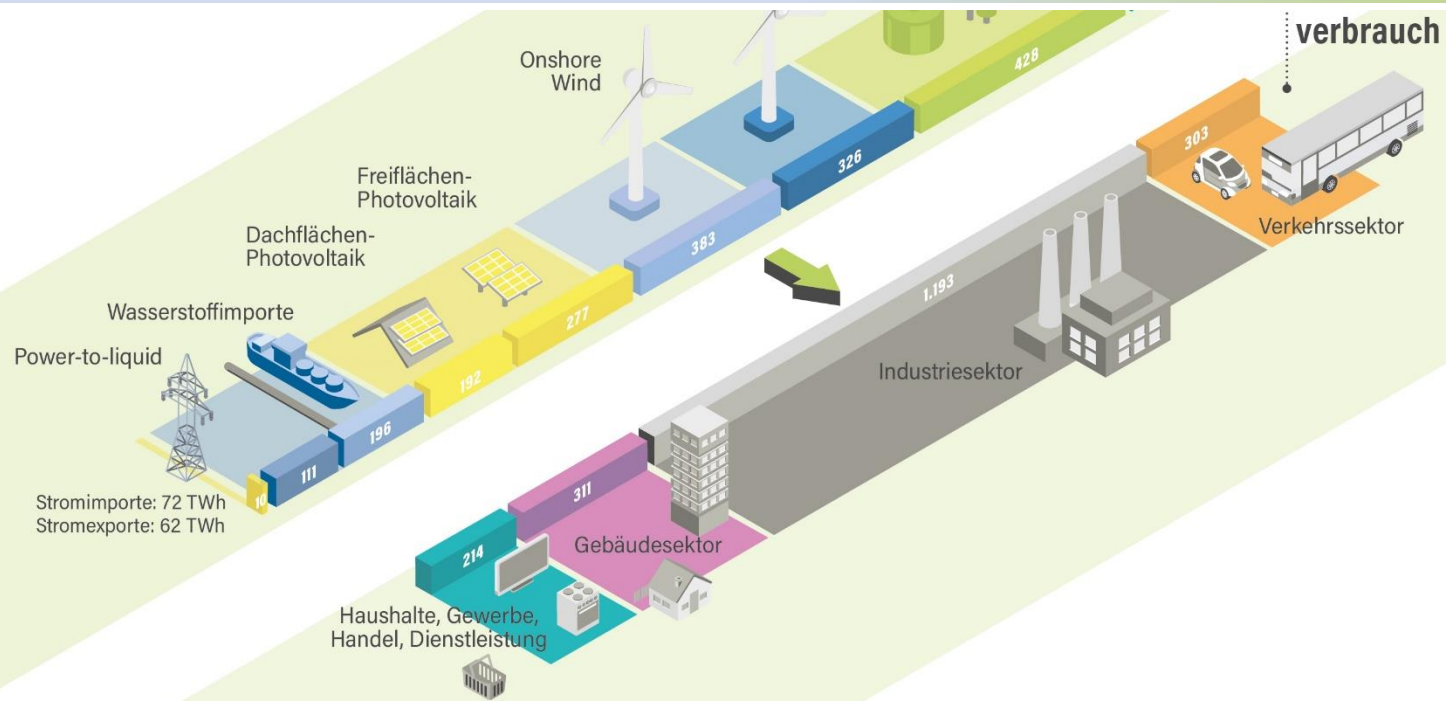 verbrauch
Onshore
Wind
428
303
326
Freiflächen-
Photovoltaik
Verkehrssektor
Dachflächen-
Photovoltaik
383
1.193
Wasserstoffimporte
277
Power-to-liquid
Industriesektor
192
196
111
10
Stromimporte: 72 TWh
Stromexporte: 62 TWh
311
Gebäudesektor
214
Haushalte, Gewerbe,
Handel, Dienstleistung